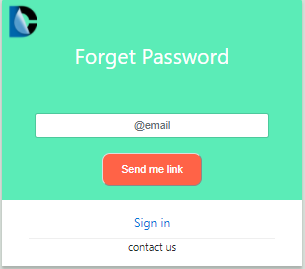 Forget Password
@email
Send me link
Sign in
contact us